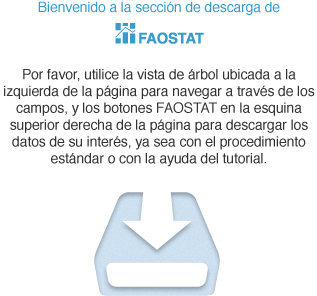 Bienvenido a la sección de descarga de
FAOSTAT
Por favor, utilice la vista de árbol ubicada a la
izquierda de la página para navegar a través de los
campos, y los botones FAOSTAT en la esquina
superior derecha de la página para descargar los
datos de su interés, ya sea con el procedimiento
estándar o con la ayuda del tutorial.